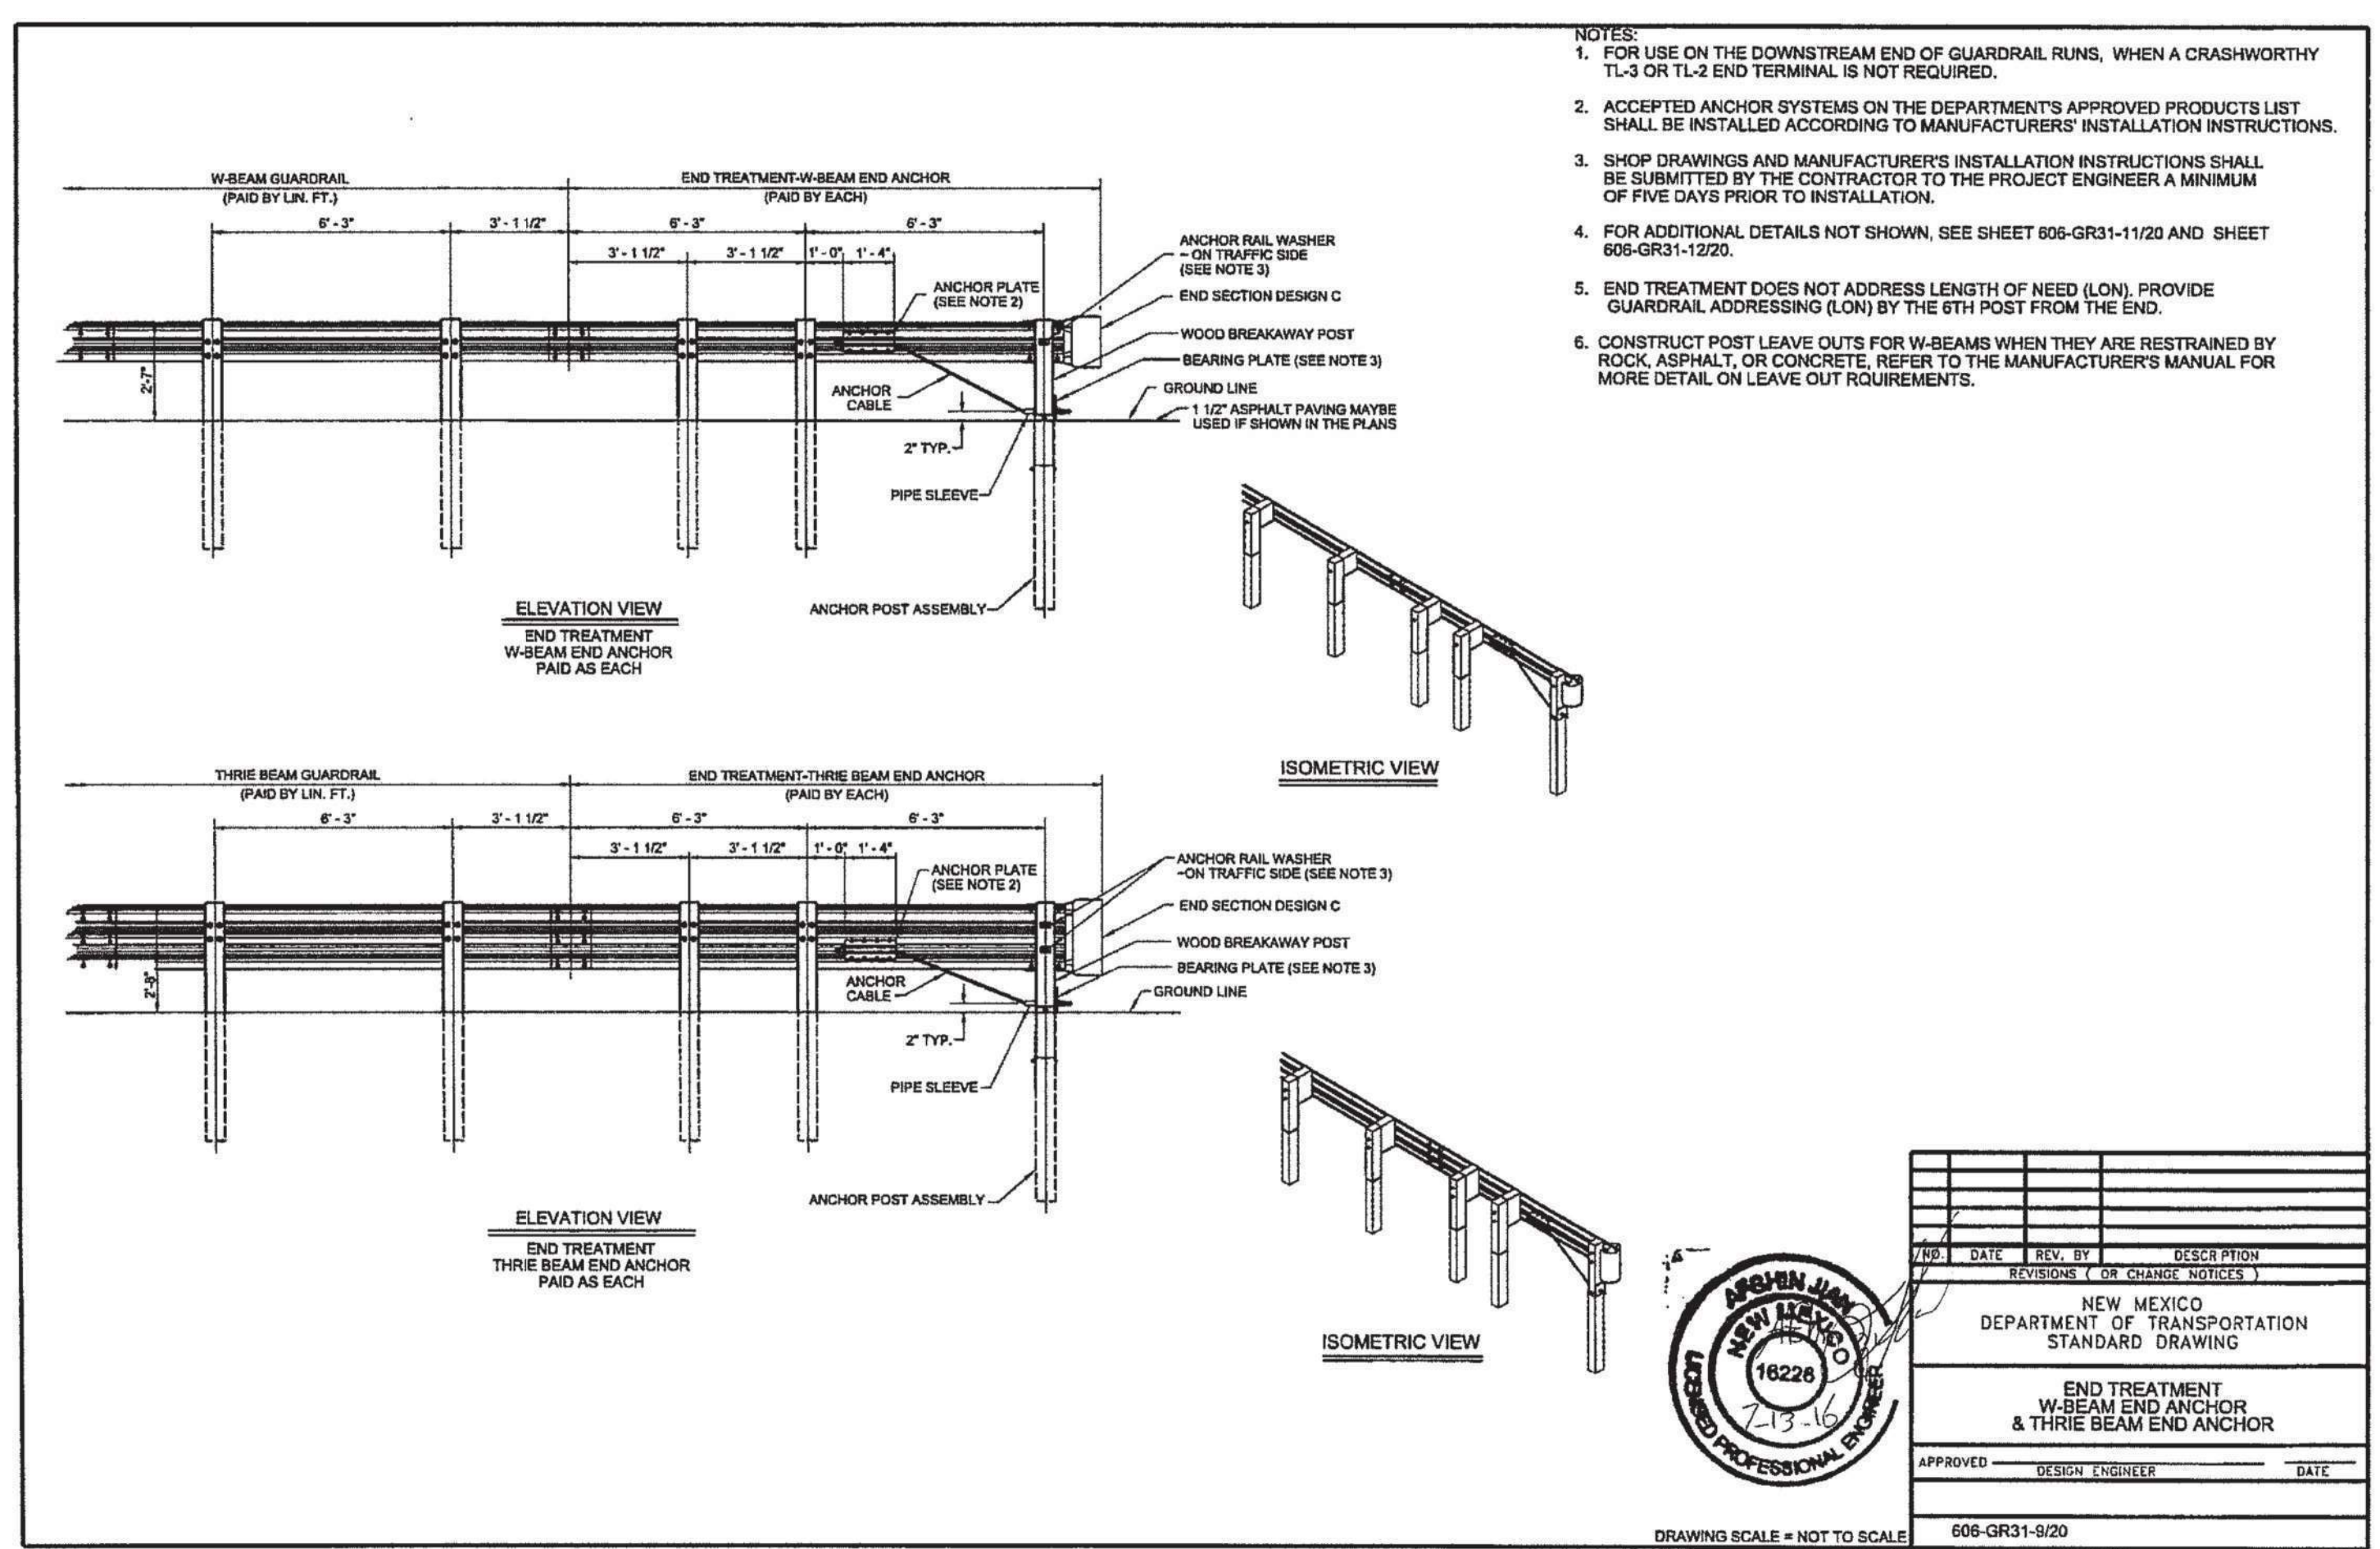 NOTES:
1. FOR USE ON THE DOWNSTREAM END OF GUARDRAIL RUNS, WHEN A CRASHWORTHY
TL-3 OR TL-2 END TERMINAL IS NOT REQUIRED.
2. ACCEPTED ANCHOR SYSTEMS ON THE DEPARTMENT'S APPROVED PRODUCTS LIST
SHALL BE INSTALLED ACCORDING TO MANUFACTURERS' INSTALLATION INSTRUCTIONS.
3. SHOP DRAWINGS AND MANUFACTURER'S INSTALLATION INSTRUCTIONS SHALL
BE SUBMITTED BY THE CONTRACTOR TO THE PROJECT ENGINEER A MINIMUM
OF FIVE DAYS PRIOR TO INSTALLATION.
4. FOR ADDITIONAL DETAILS NOT SHOWN, SEE SHEET 606-GR31-11/20 AND SHEET
606-GR31-12/20.
5. END TREATMENT DOES NOT ADDRESS LENGTH OF NEED (LON). PROVIDE
GUARDRAIL ADDRESSING (LON) BY THE 6TH POST FROM THE END.
6. CONSTRUCT POST LEAVE OUTS FOR W-BEAMS WHEN THEY ARE RESTRAINED BY
ROCK, ASPHALT, OR CONCRETE, REFER TO THE MANUFACTURER'S MANUAL FOR
MORE DETAIL ON LEAVE OUT RQUIREMENTS.
W-BEAM GUARDRAIL
(PAID BY LIN. FT.)
END TREATMENT-W-BEAM END ANCHOR
(PAID BY EACH)
6' - 3"
3' - 1 1/2"
6' - 3"
6' - 3"
3' - 1 1/2"
3' - 1 1/2"
1' - 0"
1' - 4"
ANCHOR RAIL WASHER
- ON TRAFFIC SIDE
(SEE NOTE 3)
ANCHOR PLATE
(SEE NOTE 2)
END SECTION DESIGN C
WOOD BREAKAWAY POST
BEARING PLATE (SEE NOTE 3)
2'-7"
ANCHOR
CABLE
GROUND LINE
1 1/2" ASPHALT PAVING MAYBE
USED IF SHOWN IN THE PLANS
2" TYP.
PIPE SLEEVE
ANCHOR POST ASSEMBLY
ELEVATION VIEW
END TREATMENT
W-BEAM END ANCHOR
PAID AS EACH
ISOMETRIC VIEW
THRIE BEAM GUARDRAIL
(PAID BY LIN. FT.)
END TREATMENT-THRIE BEAM END ANCHOR
(PAID BY EACH)
6' - 3"
3' - 1 1/2"
6' - 3"
6' - 3"
3' - 1 1/2"
3' - 1 1/2"
1' - 0"
1' - 4"
ANCHOR PLATE
(SEE NOTE 2)
ANCHOR RAIL WASHER
-ON TRAFFIC SIDE (SEE NOTE 3)
END SECTION DESIGN C
WOOD BREAKAWAY POST
BEARING PLATE (SEE NOTE 3)
2'-8"
ANCHOR
CABLE
GROUND LINE
2" TYP.
PIPE SLEEVE
ANCHOR POST ASSEMBLY
ELEVATION VIEW
END TREATMENT
THRIE BEAM END ANCHOR
PAID AS EACH
ISOMETRIC VIEW
AFSHIN JIAN
NEW MEXICO
16228
7-13-16
LICENSED PROFESSIONAL ENGINEER
NO. DATE REV. BY DESCR PTION
REVISIONS ( OR CHANGE NOTICES )
NEW MEXICO
DEPARTMENT OF TRANSPORTATION
STANDARD DRAWING
END TREATMENT
W-BEAM END ANCHOR
& THRIE BEAM END ANCHOR
APPROVED
DESIGN ENGINEER DATE
606-GR31-9/20
DRAWING SCALE = NOT TO SCALE